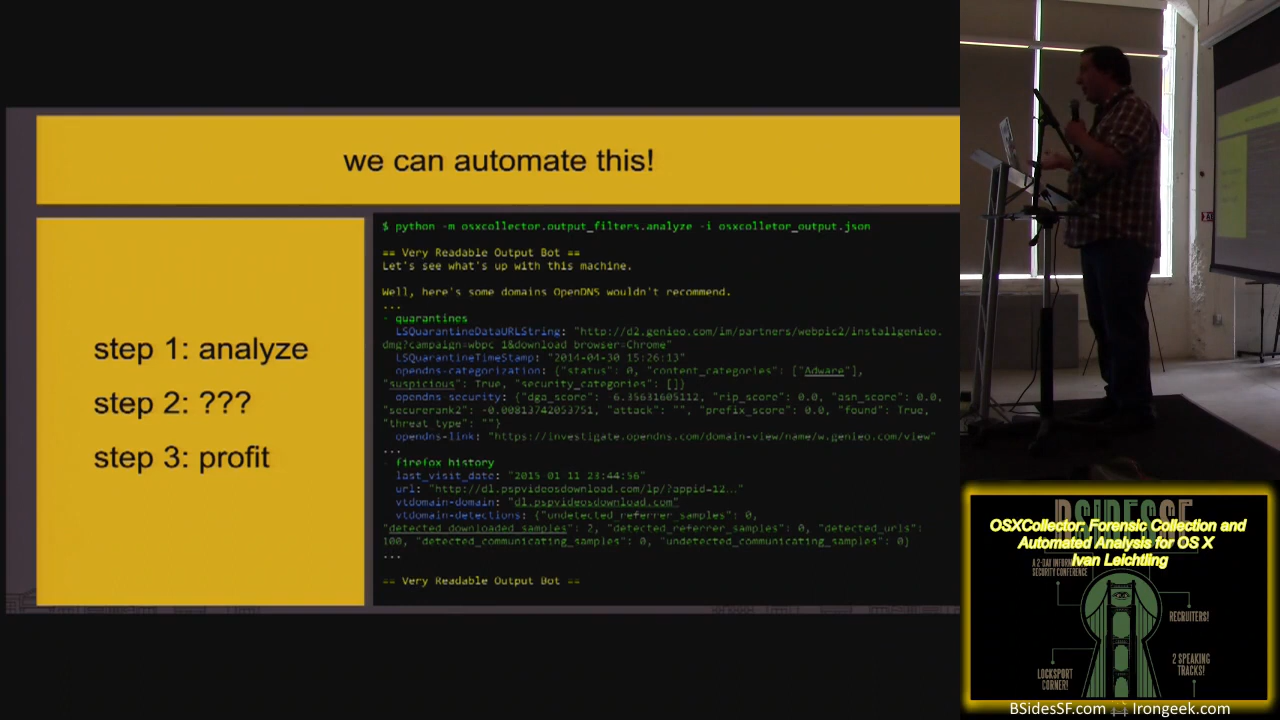 we can automate this!
step 1: analyze
step 2: ???
step 3: profit
$ python -m osxcollector.output_filters.analyze -i osxcolletor_output.json
== Very Readable Output Bot ==
Let's see what's up with this machine.
Well, here's some domains OpenDNS wouldn't recommend.
...
- quarantines
LSQuarantineDataURLString: "http://d2.genieo.com/im/partners/webpic2/installgenieo.
dmg?campaign=wbpc_1&download_browser=Chrome"
LSQuarantineTimeStamp: "2014-04-30 15:26:13"
opendns-categorization: {"status": 0, "content_categories": ["Adware"],
"suspicious": True, "security_categories": []}
opendns-security: {"dga_score": 6.35631605112, "rip_score": 0.0, "asn_score": 0.0,
"securerank2": -0.00813742053751, "attack": "", "prefix_score": 0.0, "found": True,
"threat_type": ""}
opendns-link: "https://investigate.opendns.com/domain-view/name/w.genieo.com/view"
...
- firefox history
last_visit_date: "2015-01-11 23:44:56"
url: "http://dl.pspvideosdownload.com/lp/?appid=12..."
vtdomain-domain: "dl.pspvideosdownload.com"
vtdomain-detections: {"undetected_referrer_samples": 0,
"detected_downloaded_samples": 2, "detected_referrer_samples": 0, "detected_urls":
100, "detected_communicating_samples": 0, "undetected_communicating_samples": 0}
...
== Very Readable Output Bot ==
BSIDESSF
OSXCollector: Forensic Collection and
Automated Analysis for OS X
Ivan Leichtling
A 2-DAY INFORM
SECURITY CONFERENCE
RECRUITERS!
LOCKSPORT
CORNER!
2 SPEAKING
TRACKS!
BSidesSF.com
Irongeek.com